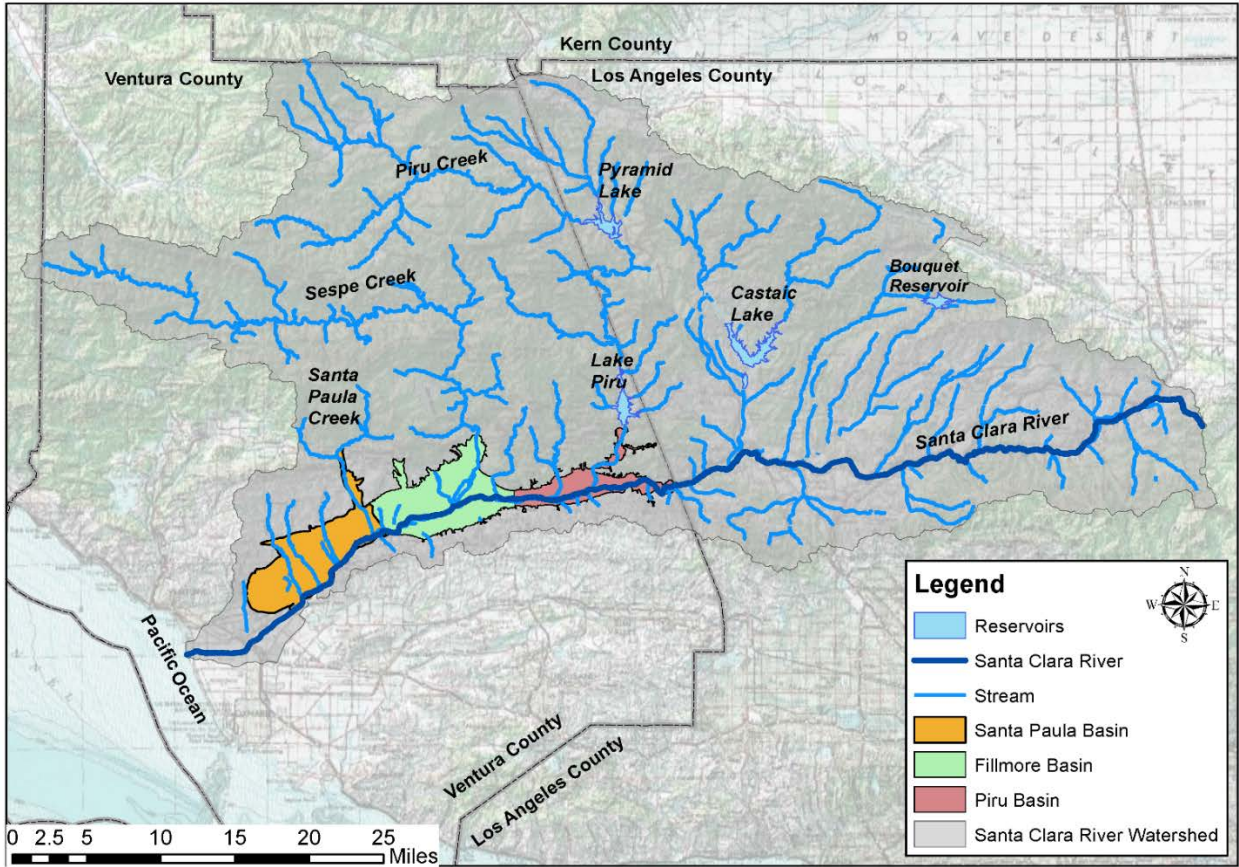 Kern County
Ventura County
Los Angeles County
MOJAVE DESERT
Piru Creek
Pyramid
Lake
Bouquet
Reservoir
Sespe Creek
Castaic
Lake
Lake
Piru
Santa
Paula
Creek
Santa Clara River
Pacific Ocean
Ventura County
Los Angeles County
Legend
N
W
E
S
Reservoirs
Santa Clara River
Stream
Santa Paula Basin
Fillmore Basin
Piru Basin
Santa Clara River Watershed
0 2.5 5 10 15 20 25
Miles